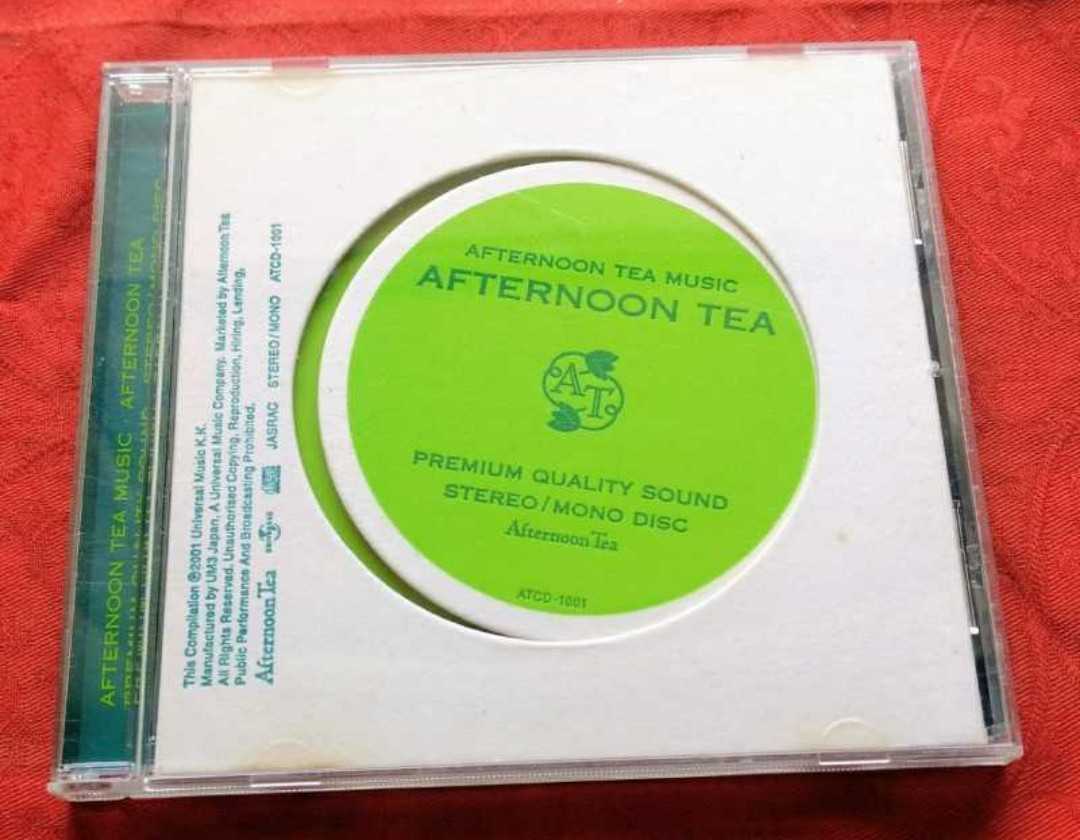 AFTERNOON TEA MUSIC AFTERNOON TEA
This Compilation ℗2001 Universal Music K.K.
Manufactured by UM3 Japan, A Universal Music Company. Marketed by Afternoon Tea
All Rights Reserved. Unauthorised Copying, Reproduction, Hiring, Lending,
Public Performance And Broadcasting Prohibited.
Afternoon Tea JASRAC STEREO/MONO ATCD-1001
AFTERNOON TEA MUSIC
AFTERNOON TEA
A.T.
PREMIUM QUALITY SOUND
STEREO/MONO DISC
Afternoon Tea
ATCD-1001